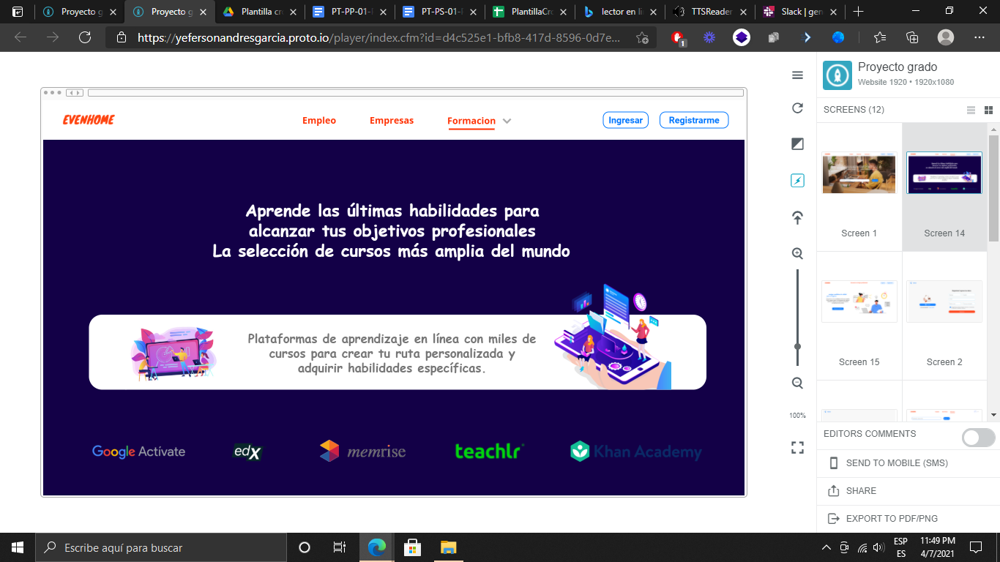 Proyecto g
Proyecto g
Plantilla cr
PT-PP-01-
PT-PS-01-
PlantillaCro
lector en lin
TTSReader
Slack | gen
https://yefersonandresgarcia.proto.io/player/index.cfm?id=d4c525e1-bfb8-417d-8596-0d7e...
1
Proyecto grado
Website 1920 • 1920x1080
SCREENS (12)
EVENHOME
Empleo
Empresas
Formacion
Ingresar
Registrarme
Aprende las últimas habilidades para
alcanzar tus objetivos profesionales
La selección de cursos más amplia del mundo
Plataformas de aprendizaje en línea con miles de
cursos para crear tu ruta personalizada y
adquirir habilidades específicas.
Google Actívate
edX
memrise
teachlr
Khan Academy
100%
Screen 1
Screen 14
Screen 15
Screen 2
EDITORS COMMENTS
SEND TO MOBILE (SMS)
SHARE
EXPORT TO PDF/PNG
Escribe aquí para buscar
ESP
ES
11:49 PM
4/7/2021